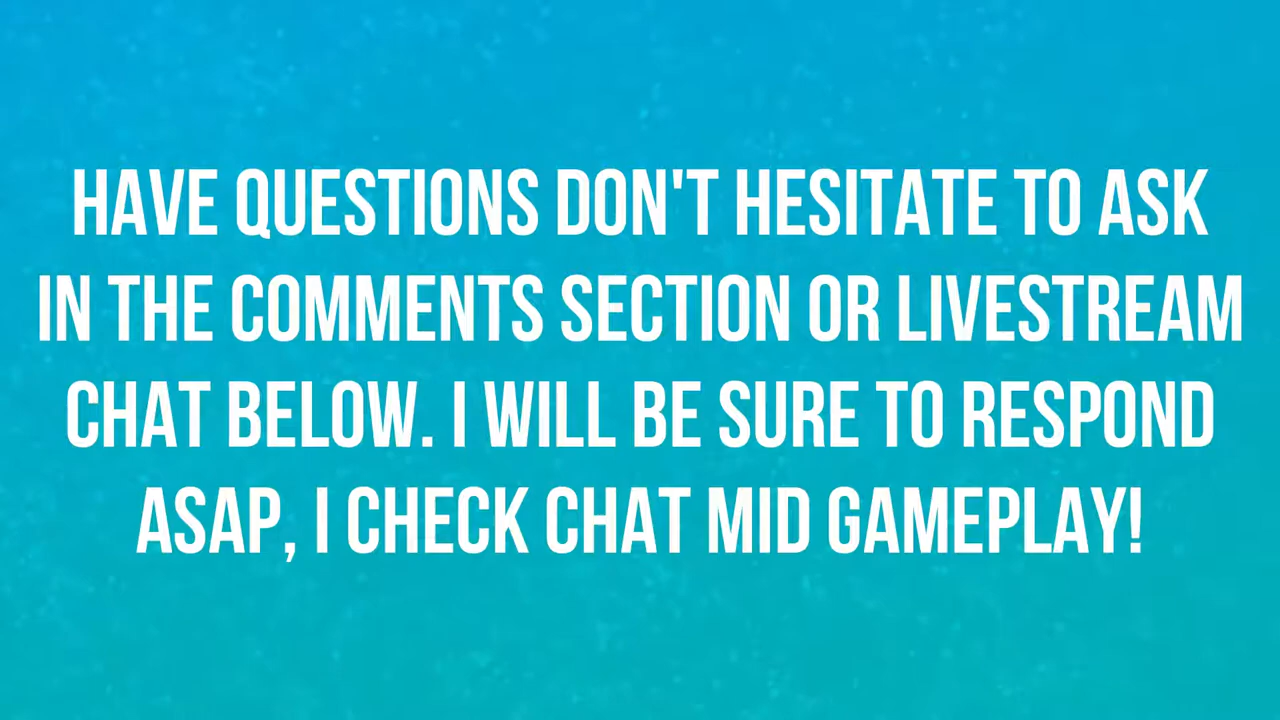 HAVE QUESTIONS DON'T HESITATE TO ASK
IN THE COMMENTS SECTION OR LIVESTREAM
CHAT BELOW. I WILL BE SURE TO RESPOND
ASAP, I CHECK CHAT MID GAMEPLAY!